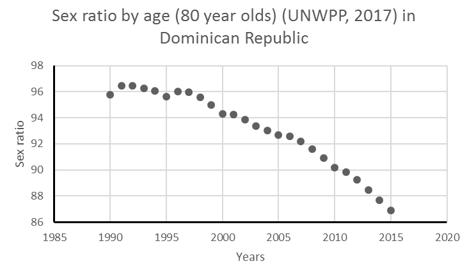 Sex ratio by age (80 year olds) (UNWPP, 2017) in
Dominican Republic
98
96
94
92
90
88
86
Sex ratio
1985 1990 1995 2000 2005 2010 2015 2020
Years